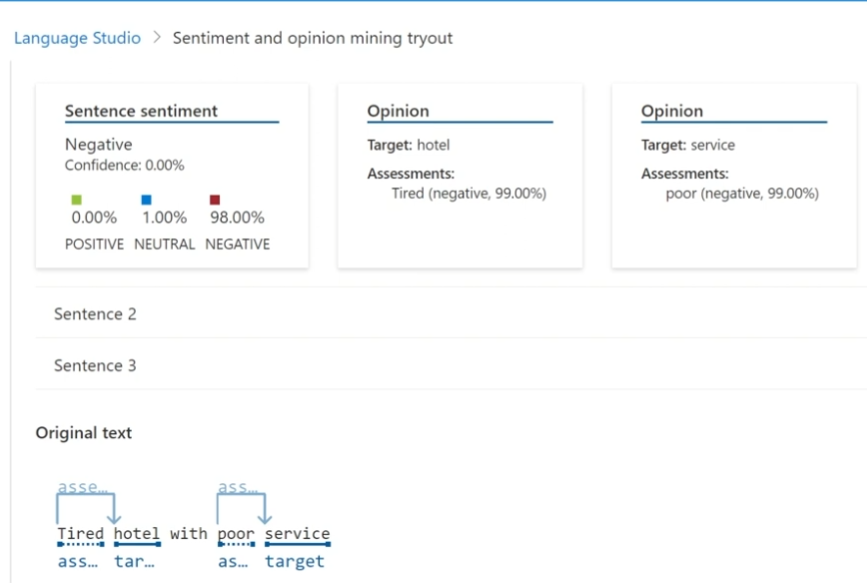 Language Studio > Sentiment and opinion mining tryout
Sentence sentiment
Negative
Confidence: 0.00%
0.00% 1.00% 98.00%
POSITIVE NEUTRAL NEGATIVE
Opinion
Target: hotel
Assessments:
Tired (negative, 99.00%)
Opinion
Target: service
Assessments:
poor (negative, 99.00%)
Sentence 2
Sentence 3
Original text
asse... ass...
Tired hotel with poor service
ass... tar... as... target